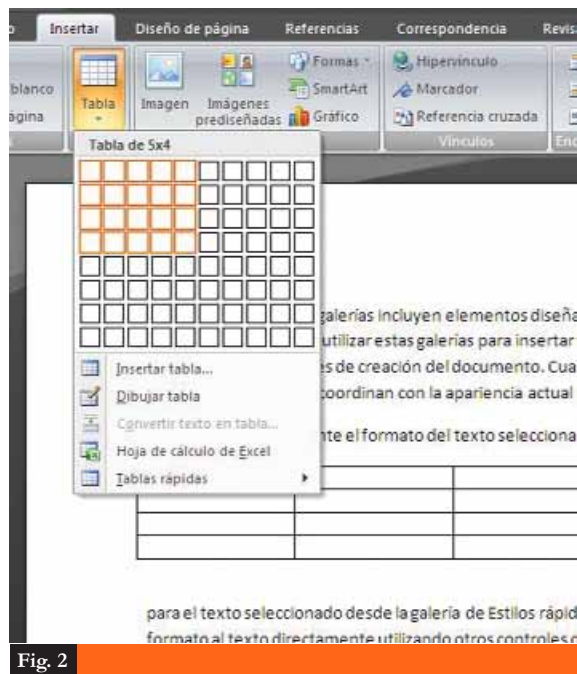 Insertar Diseño de página Referencias Correspondencia Revis
blanco
ágina
Tabla
Imagen
Imágenes
prediseñadas
Formas
SmartArt
Gráfico
Hipervínculo
Marcador
Referencia cruzada
Vínculos
Enc
Tabla de 5x4
Insertar tabla...
Dibujar tabla
Convertir texto en tabla...
Hoja de cálculo de Excel
Tablas rápidas
galerías incluyen elementos diseña
utilizar estas galerías para insertar
s de creación del documento. Cua
coordinan con la apariencia actual
nte el formato del texto selecciona
para el texto seleccionado desde la galería de Estilos rápid
formato al texto directamente utilizando otros controles
Fig. 2